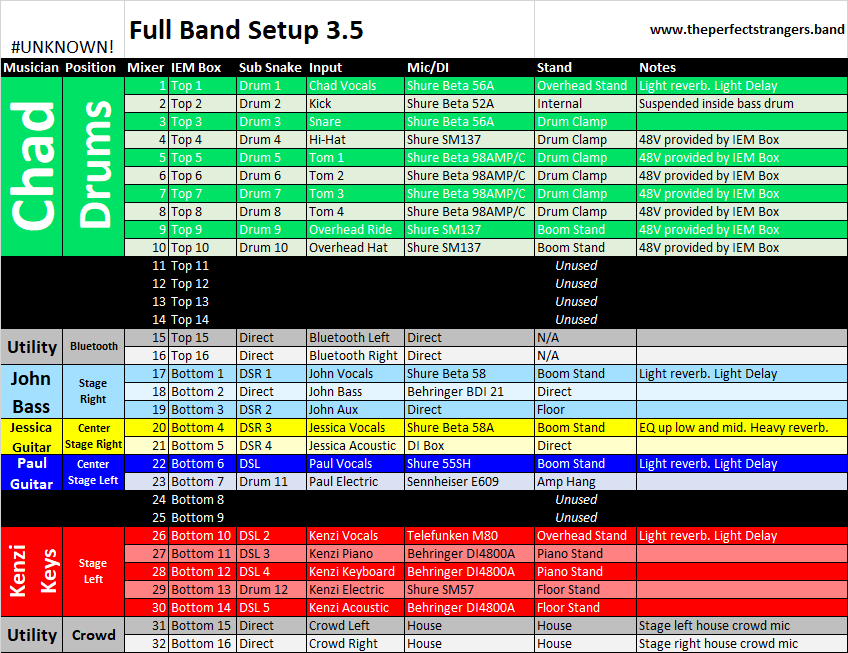 #UNKNOWN! Full Band Setup 3.5 www.theperfectstrangers.band
Musician Position Mixer IEM Box Sub Snake Input Mic/DI Stand Notes
Chad Drums
1 Top 1 Drum 1 Chad Vocals Shure Beta 56A Overhead Stand Light reverb. Light Delay
2 Top 2 Drum 2 Kick Shure Beta 52A Internal Suspended inside bass drum
3 Top 3 Drum 3 Snare Shure Beta 56A Drum Clamp
4 Top 4 Drum 4 Hi-Hat Shure SM137 Drum Clamp 48V provided by IEM Box
5 Top 5 Drum 5 Tom 1 Shure Beta 98AMP/C Drum Clamp 48V provided by IEM Box
6 Top 6 Drum 6 Tom 2 Shure Beta 98AMP/C Drum Clamp 48V provided by IEM Box
7 Top 7 Drum 7 Tom 3 Shure Beta 98AMP/C Drum Clamp 48V provided by IEM Box
8 Top 8 Drum 8 Tom 4 Shure Beta 98AMP/C Drum Clamp 48V provided by IEM Box
9 Top 9 Drum 9 Overhead Ride Shure SM137 Boom Stand 48V provided by IEM Box
10 Top 10 Drum 10 Overhead Hat Shure SM137 Boom Stand 48V provided by IEM Box
11 Top 11 Unused
12 Top 12 Unused
13 Top 13 Unused
14 Top 14 Unused
Utility Bluetooth
15 Top 15 Direct Bluetooth Left Direct N/A
16 Top 16 Direct Bluetooth Right Direct N/A
John Bass Stage Right
17 Bottom 1 DSR 1 John Vocals Shure Beta 58 Boom Stand Light reverb. Light Delay
18 Bottom 2 Direct John Bass Behringer BDI 21 Direct
19 Bottom 3 DSR 2 John Aux Direct Floor
Jessica Guitar Center Stage Right
20 Bottom 4 DSR 3 Jessica Vocals Shure Beta 58A Boom Stand EQ up low and mid. Heavy reverb.
21 Bottom 5 DSR 4 Jessica Acoustic DI Box Direct
Paul Guitar Center Stage Left
22 Bottom 6 DSL Paul Vocals Shure 55SH Boom Stand Light reverb. Light Delay
23 Bottom 7 Drum 11 Paul Electric Sennheiser E609 Amp Hang
24 Bottom 8 Unused
25 Bottom 9 Unused
Kenzi Keys Stage Left
26 Bottom 10 DSL 2 Kenzi Vocals Telefunken M80 Overhead Stand Light reverb. Light Delay
27 Bottom 11 DSL 3 Kenzi Piano Behringer DI4800A Piano Stand
28 Bottom 12 DSL 4 Kenzi Keyboard Behringer DI4800A Piano Stand
29 Bottom 13 Drum 12 Kenzi Electric Shure SM57 Floor Stand
30 Bottom 14 DSL 5 Kenzi Acoustic Behringer DI4800A Floor Stand
Utility Crowd
31 Bottom 15 Direct Crowd Left House House Stage left house crowd mic
32 Bottom 16 Direct Crowd Right House House Stage right house crowd mic